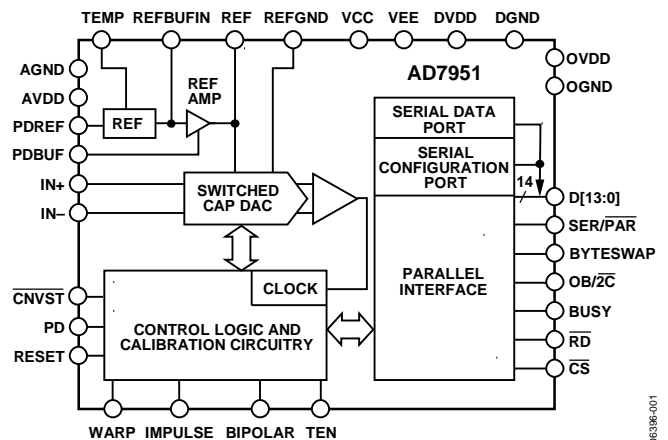 TEMP REFBUFIN REF REFGND VCC VEE DVDD DGND
AGND
AVDD
PDREF
PDBUF
IN+
IN–
CNVST
PD
RESET
REF
REF
AMP
SWITCHED
CAP DAC
CLOCK
CONTROL LOGIC AND
CALIBRATION CIRCUITRY
AD7951
SERIAL DATA
PORT
SERIAL
CONFIGURATION
PORT
14
PARALLEL
INTERFACE
OVDD
OGND
D[13:0]
SER/PAR
BYTESWAP
OB/2C
BUSY
RD
CS
WARP IMPULSE BIPOLAR TEN
06396-001